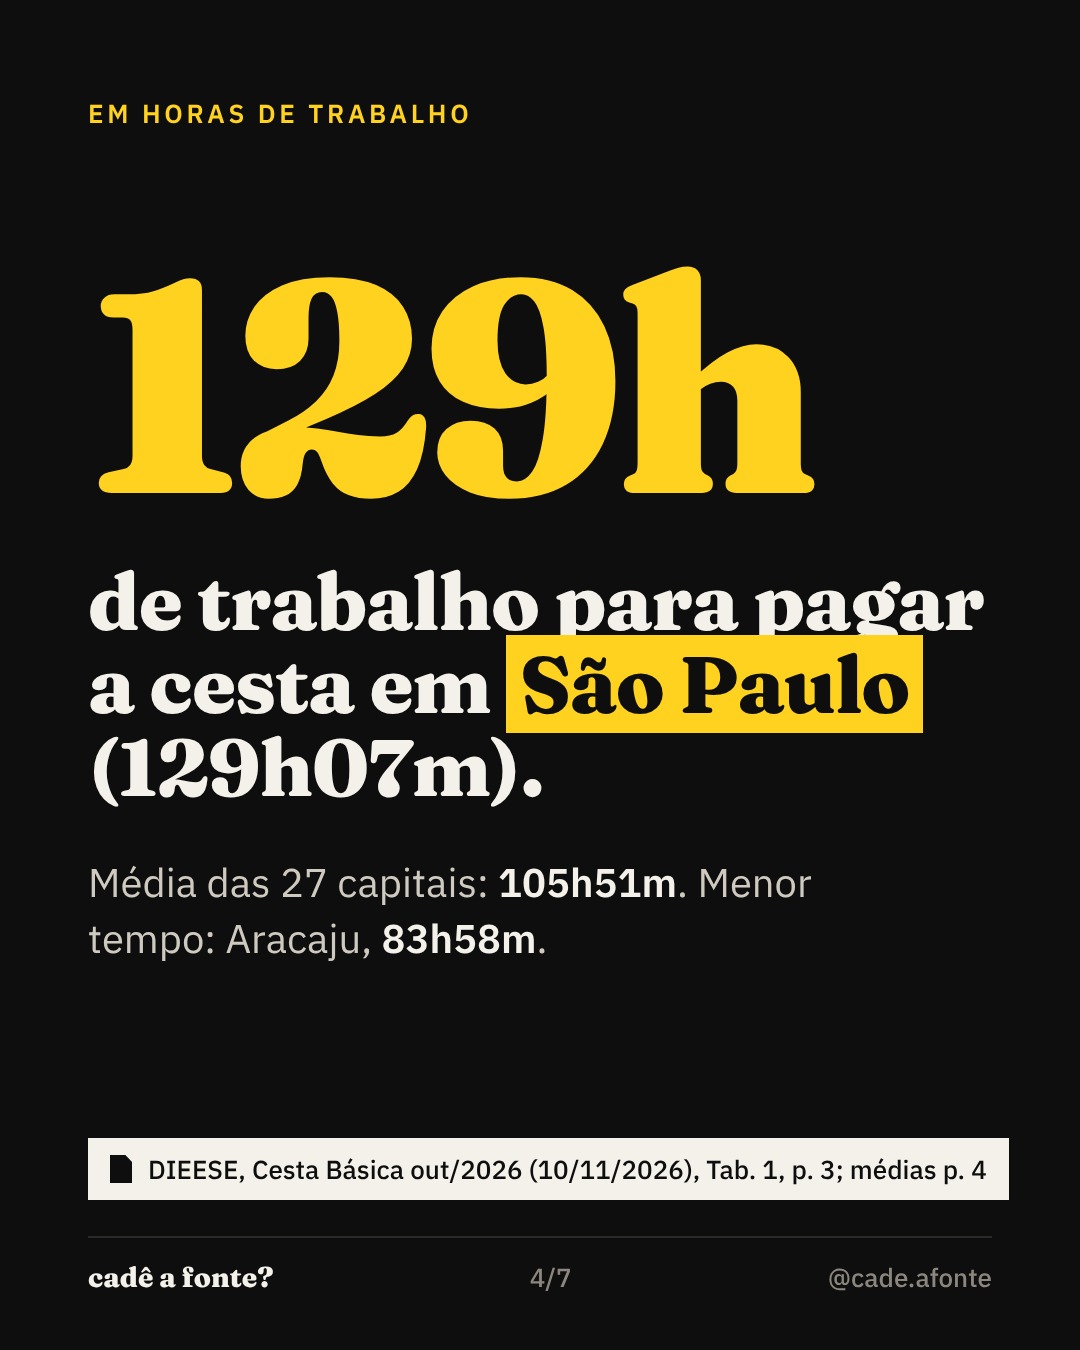 EM HORAS DE TRABALHO
129h
de trabalho para pagar
a cesta em São Paulo
(129h07m).
Média das 27 capitais: 105h51m. Menor
tempo: Aracaju, 83h58m.
DIEESE, Cesta Básica out/2026 (10/11/2026), Tab. 1, p. 3; médias p. 4
cadê a fonte?
4/7
@cade.afonte